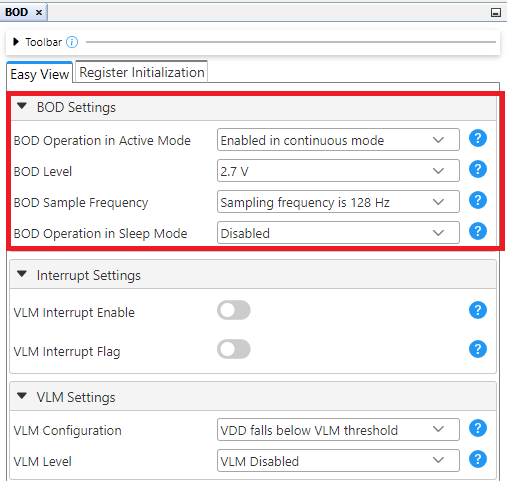 BOD ×
Toolbar
Easy View Register Initialization
BOD Settings
BOD Operation in Active Mode Enabled in continuous mode ?
BOD Level 2.7 V ?
BOD Sample Frequency Sampling frequency is 128 Hz ?
BOD Operation in Sleep Mode Disabled ?
Interrupt Settings
VLM Interrupt Enable ?
VLM Interrupt Flag ?
VLM Settings
VLM Configuration VDD falls below VLM threshold ?
VLM Level VLM Disabled ?